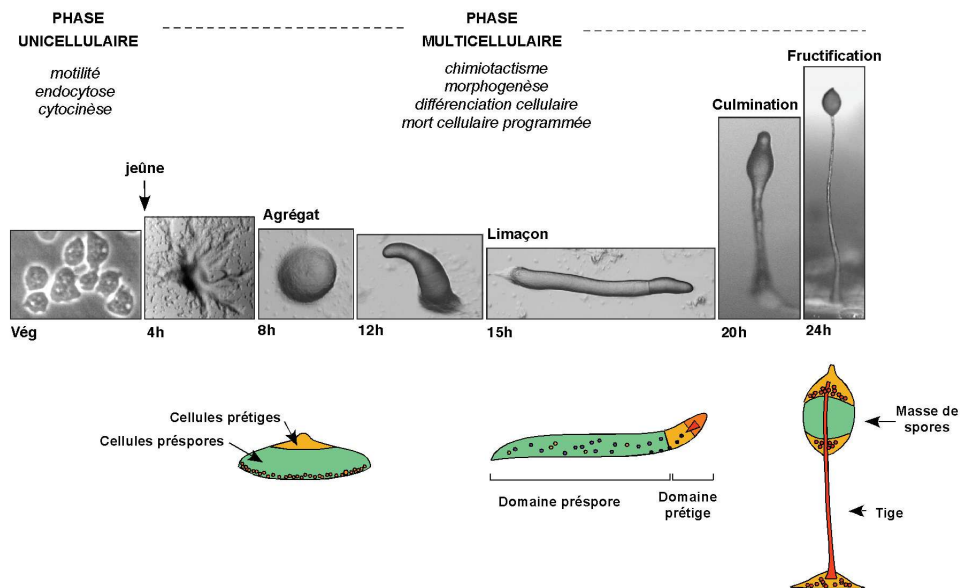 PHASE
UNICELLULAIRE
motilité
endocytose
cytocinèse
PHASE
MULTICELLULAIRE
chimiotactisme
morphogenèse
différenciation cellulaire
mort cellulaire programmée
jeûne
Agrégat
Limaçon
Culmination
Fructification
Vég
4h
8h
12h
15h
20h
24h
Cellules prétiges
Cellules préspores
Domaine préspore
Domaine
prétige
Masse de
spores
Tige